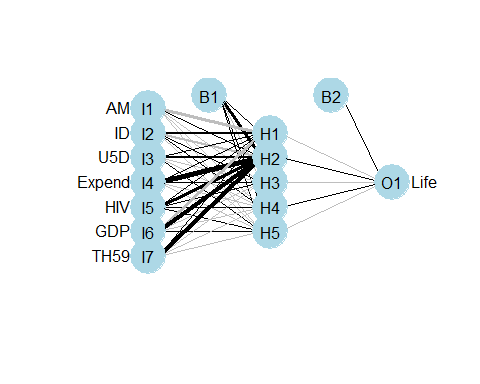 B1 B2
AM I1
ID I2 H1
U5D I3 H2
Expend I4 H3 O1 Life
HIV I5 H4
GDP I6 H5
TH59 I7